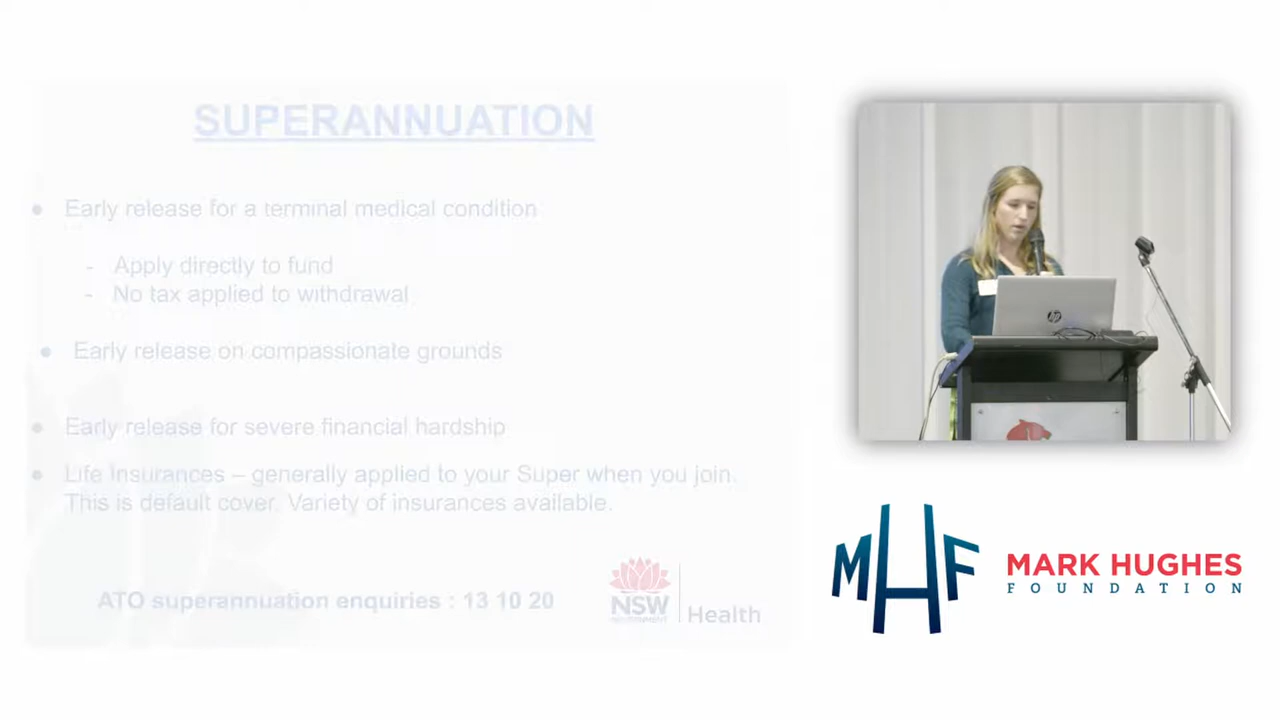 SUPERANNUATION
● Early release for a terminal medical condition
- Apply directly to fund
- No tax applied to withdrawal
● Early release on compassionate grounds
● Early release for severe financial hardship
● Life Insurances – generally applied to your Super when you join.
This is default cover. Variety of insurances available.
ATO superannuation enquiries : 13 10 20
NSW
GOVERNMENT
Health
hp
MHF
MARK HUGHES
FOUNDATION